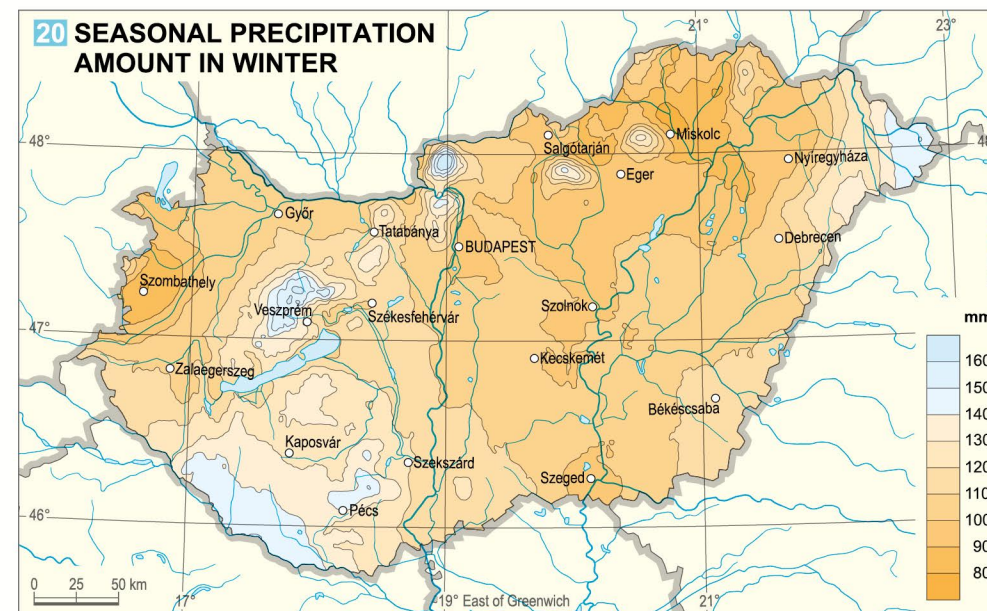 20 SEASONAL PRECIPITATION
AMOUNT IN WINTER
21°
23°
48°
Salgótarján
Miskolc
Eger
Nyíregyháza
Győr
Tatabánya
BUDAPEST
Debrecen
Szombathely
Veszprém
Székesfehérvár
Szolnok
47°
mm
Kecskemét
Zalaegerszeg
160
150
Békéscsaba
140
Kaposvár
130
Szekszárd
120
Szeged
110
Pécs
46°
100
90
80
0 25 50 km
17°
19° East of Greenwich
21°